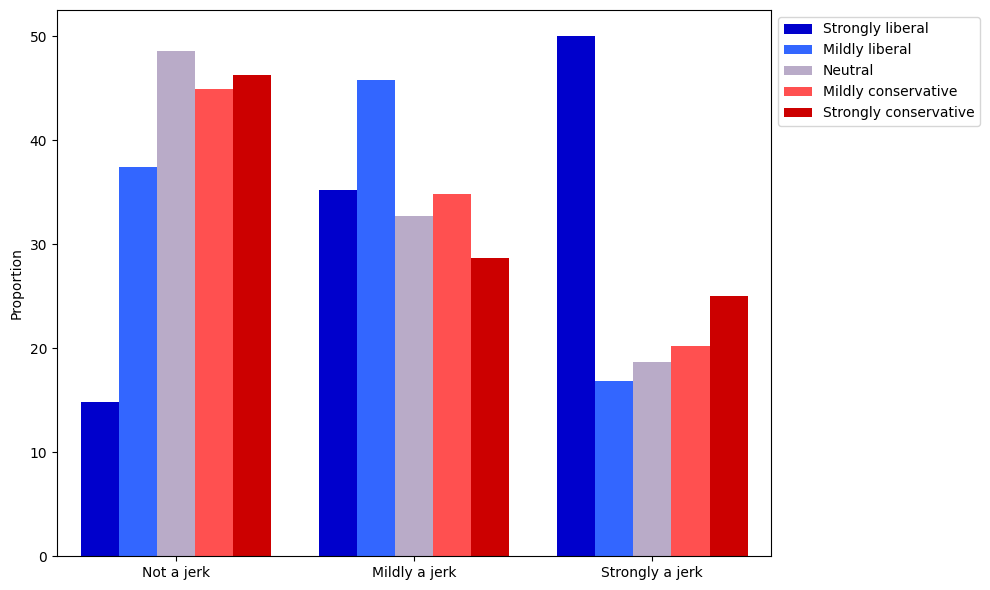 Strongly liberal
Mildly liberal
Neutral
Mildly conservative
Strongly conservative
Proportion
50
40
30
20
10
0
Not a jerk
Mildly a jerk
Strongly a jerk